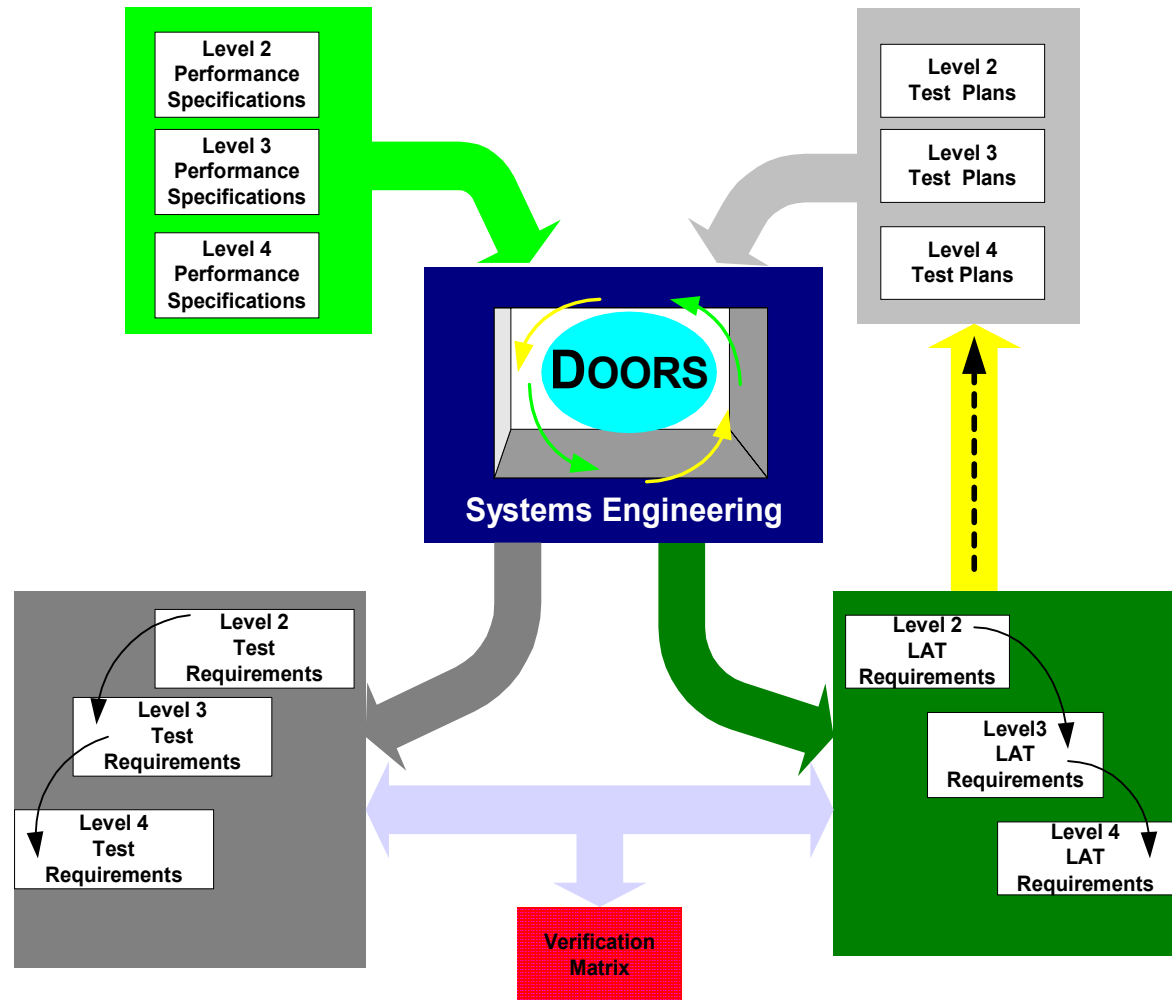 Level 2
Performance
Specifications
Level 3
Performance
Specifications
Level 4
Performance
Specifications
Level 2
Test Plans
Level 3
Test Plans
Level 4
Test Plans
DOORS
Systems Engineering
Level 2
Test
Requirements
Level 3
Test
Requirements
Level 4
Test
Requirements
Level 2
LAT
Requirements
Level3
LAT
Requirements
Level 4
LAT
Requirements
Verification
Matrix